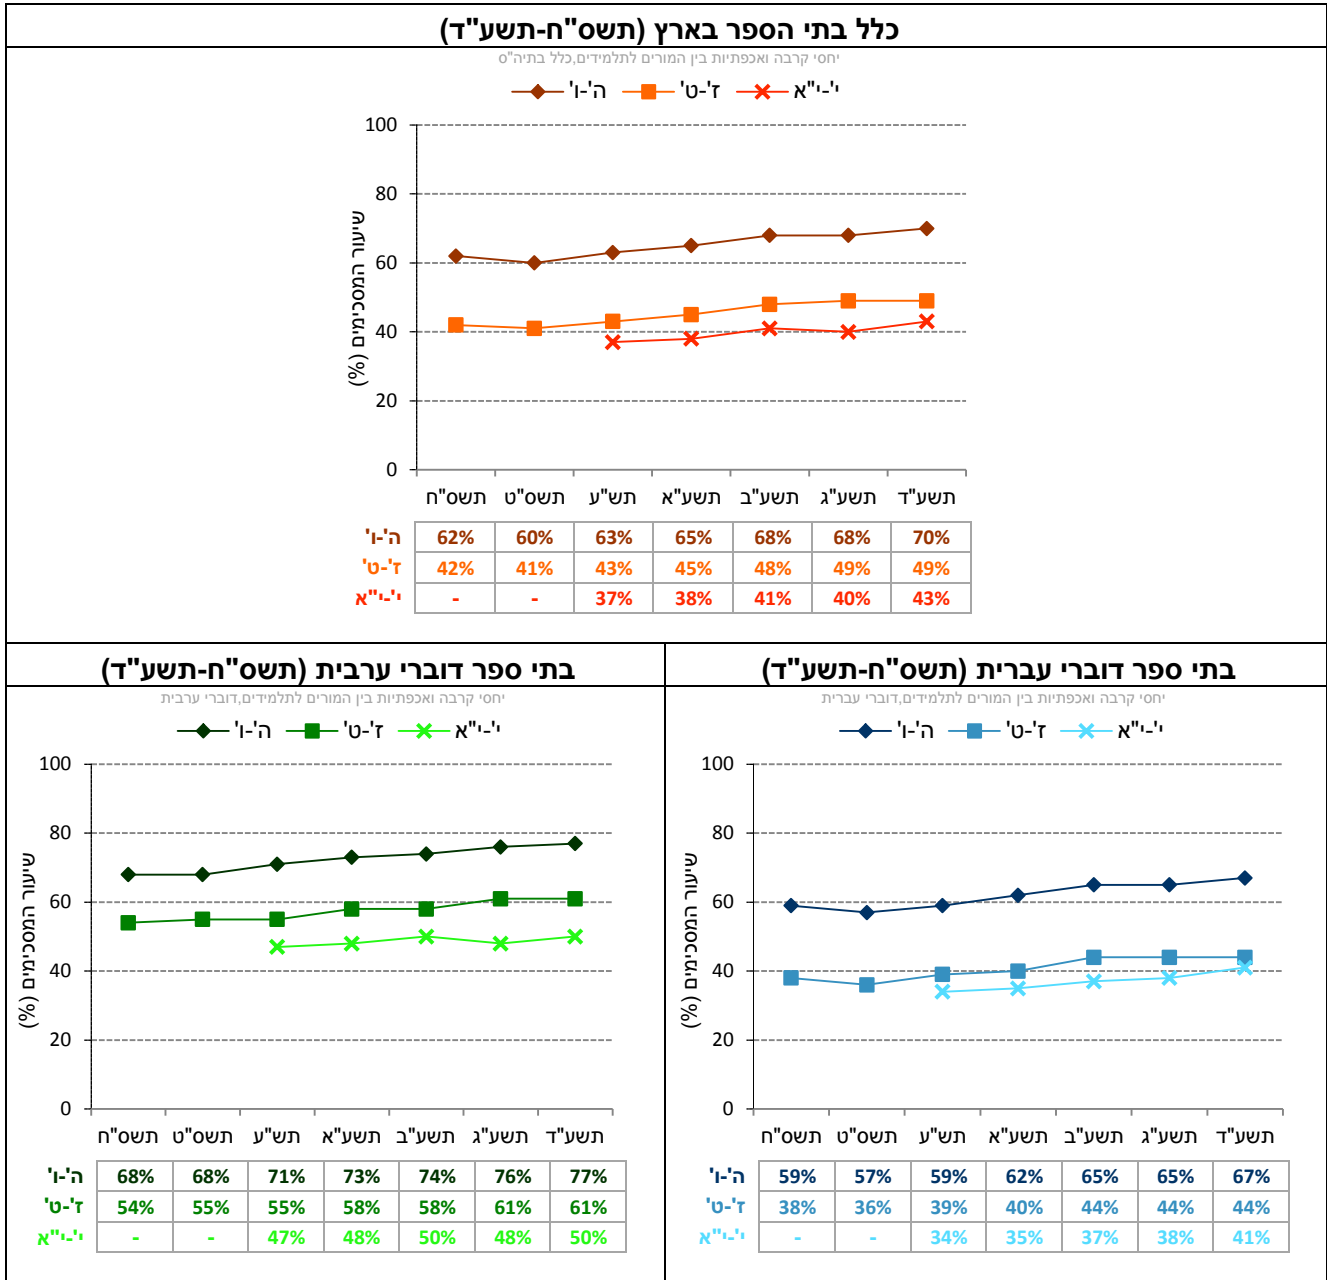 כלל בתי הספר בארץ (תשס"ח-תשע"ד)
יחסי קרבה ואכפתיות בין המורים לתלמידים,כלל בתיה"ס
ה'-ו' ז'-ט' י'-י"א
שיעור המסכימים (%)
100
80
60
40
20
0
תשס"ח תשס"ט תש"ע תשע"א תשע"ב תשע"ג תשע"ד
ה'-ו' 62% 60% 63% 65% 68% 68% 70%
ז'-ט' 42% 41% 43% 45% 48% 49% 49%
י'-י"א - - 37% 38% 41% 40% 43%
בתי ספר דוברי עברית (תשס"ח-תשע"ד)
יחסי קרבה ואכפתיות בין המורים לתלמידים,דוברי עברית
ה'-ו' ז'-ט' י'-י"א
שיעור המסכימים (%)
100
80
60
40
20
0
תשס"ח תשס"ט תש"ע תשע"א תשע"ב תשע"ג תשע"ד
ה'-ו' 59% 57% 59% 62% 65% 65% 67%
ז'-ט' 38% 36% 39% 40% 44% 44% 44%
י'-י"א - - 34% 35% 37% 38% 41%
בתי ספר דוברי ערבית (תשס"ח-תשע"ד)
יחסי קרבה ואכפתיות בין המורים לתלמידים,דוברי ערבית
ה'-ו' ז'-ט' י'-י"א
שיעור המסכימים (%)
100
80
60
40
20
0
תשס"ח תשס"ט תש"ע תשע"א תשע"ב תשע"ג תשע"ד
ה'-ו' 68% 68% 71% 73% 74% 76% 77%
ז'-ט' 54% 55% 55% 58% 58% 61% 61%
י'-י"א - - 47% 48% 50% 48% 50%